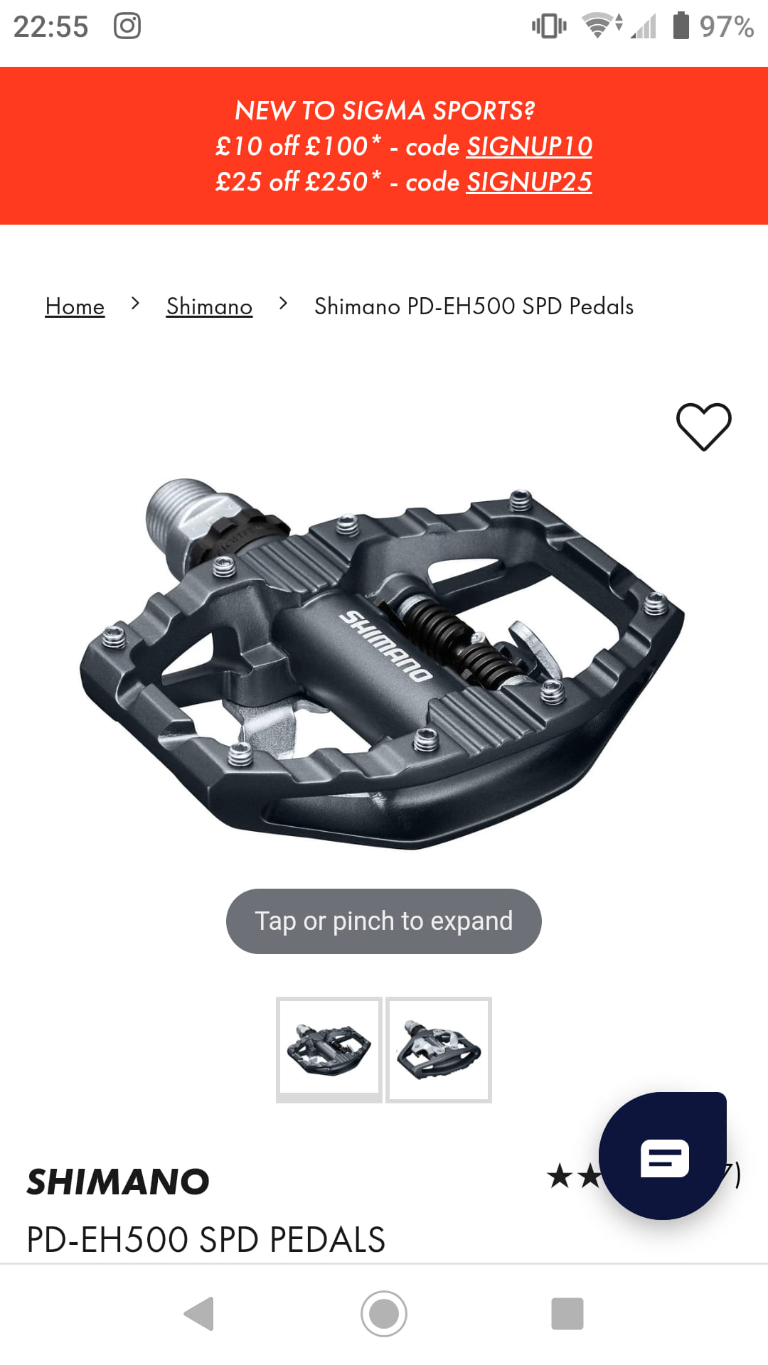 22:55
97%
NEW TO SIGMA SPORTS?
£10 off £100* - code SIGNUP10
£25 off £250* - code SIGNUP25
Home > Shimano > Shimano PD-EH500 SPD Pedals
SHIMANO
Tap or pinch to expand
SHIMANO
★★
PD-EH500 SPD PEDALS